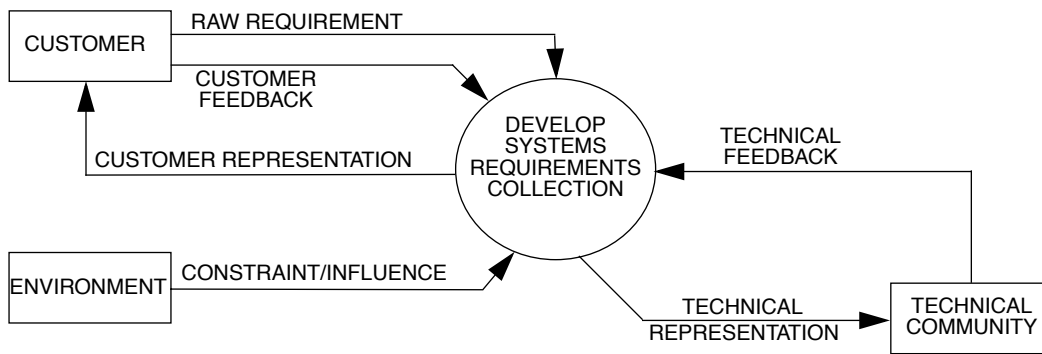 RAW REQUIREMENT
CUSTOMER
CUSTOMER
FEEDBACK
CUSTOMER REPRESENTATION
DEVELOP
SYSTEMS
REQUIREMENTS
COLLECTION
TECHNICAL
FEEDBACK
ENVIRONMENT
CONSTRAINT/INFLUENCE
TECHNICAL
REPRESENTATION
TECHNICAL
COMMUNITY